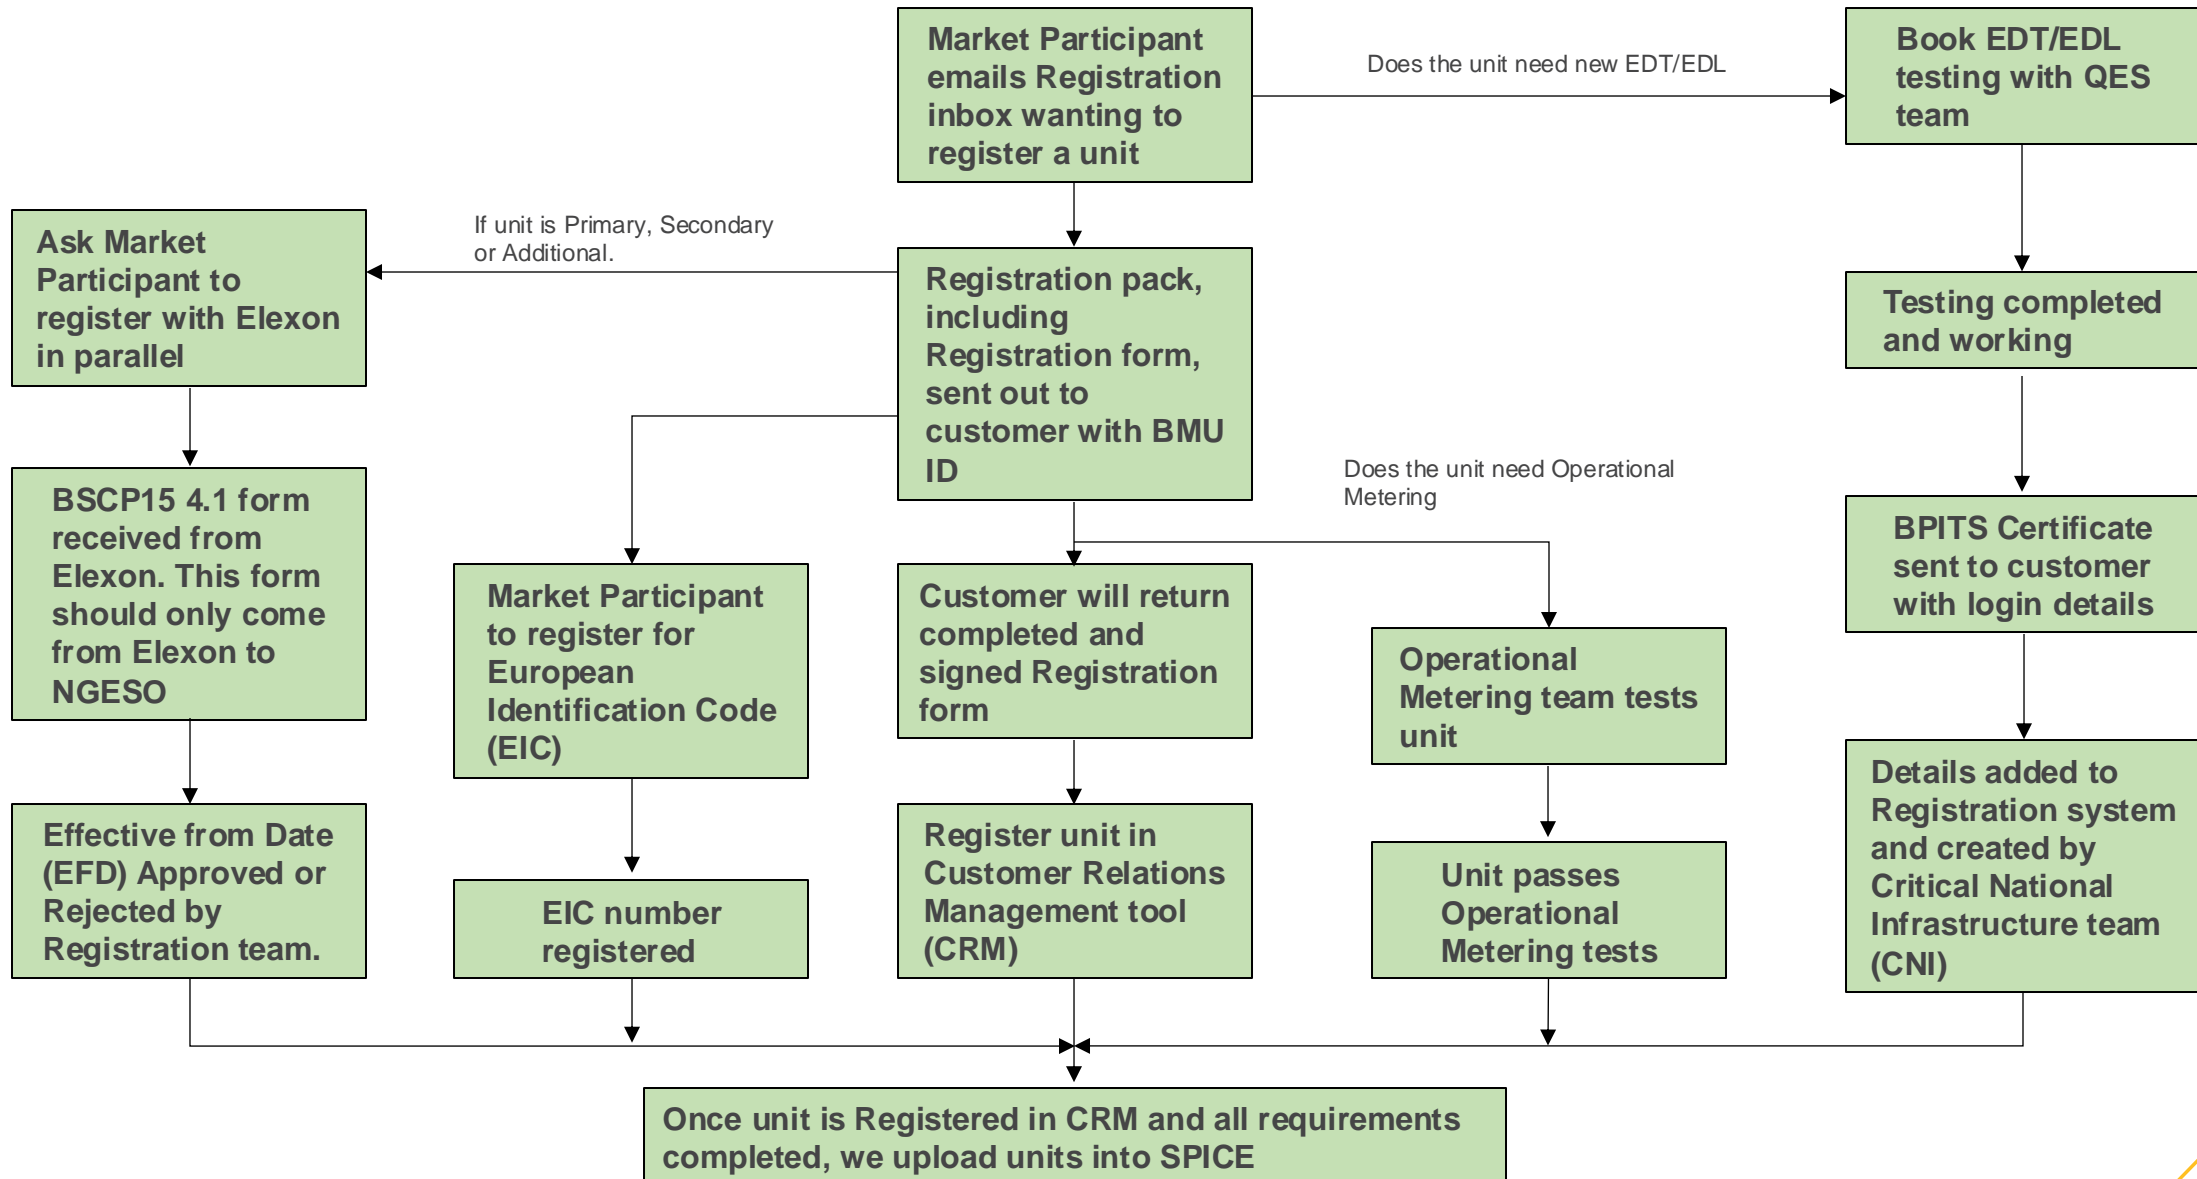 Market Participant
emails Registration
inbox wanting to
register a unit
Does the unit need new EDT/EDL
Book EDT/EDL
testing with QES
team
Ask Market
Participant to
register with Elexon
in parallel
If unit is Primary, Secondary
or Additional.
Registration pack,
including
Registration form,
sent out to
customer with BMU
ID
Testing completed
and working
BSCP15 4.1 form
received from
Elexon. This form
should only come
from Elexon to
NGESO
Market Participant
to register for
European
Identification Code
(EIC)
Customer will return
completed and
signed Registration
form
Does the unit need Operational
Metering
Operational
Metering team tests
unit
BPITS Certificate
sent to customer
with login details
Effective from Date
(EFD) Approved or
Rejected by
Registration team.
EIC number
registered
Register unit in
Customer Relations
Management tool
(CRM)
Unit passes
Operational
Metering tests
Details added to
Registration system
and created by
Critical National
Infrastructure team
(CNI)
Once unit is Registered in CRM and all requirements
completed, we upload units into SPICE